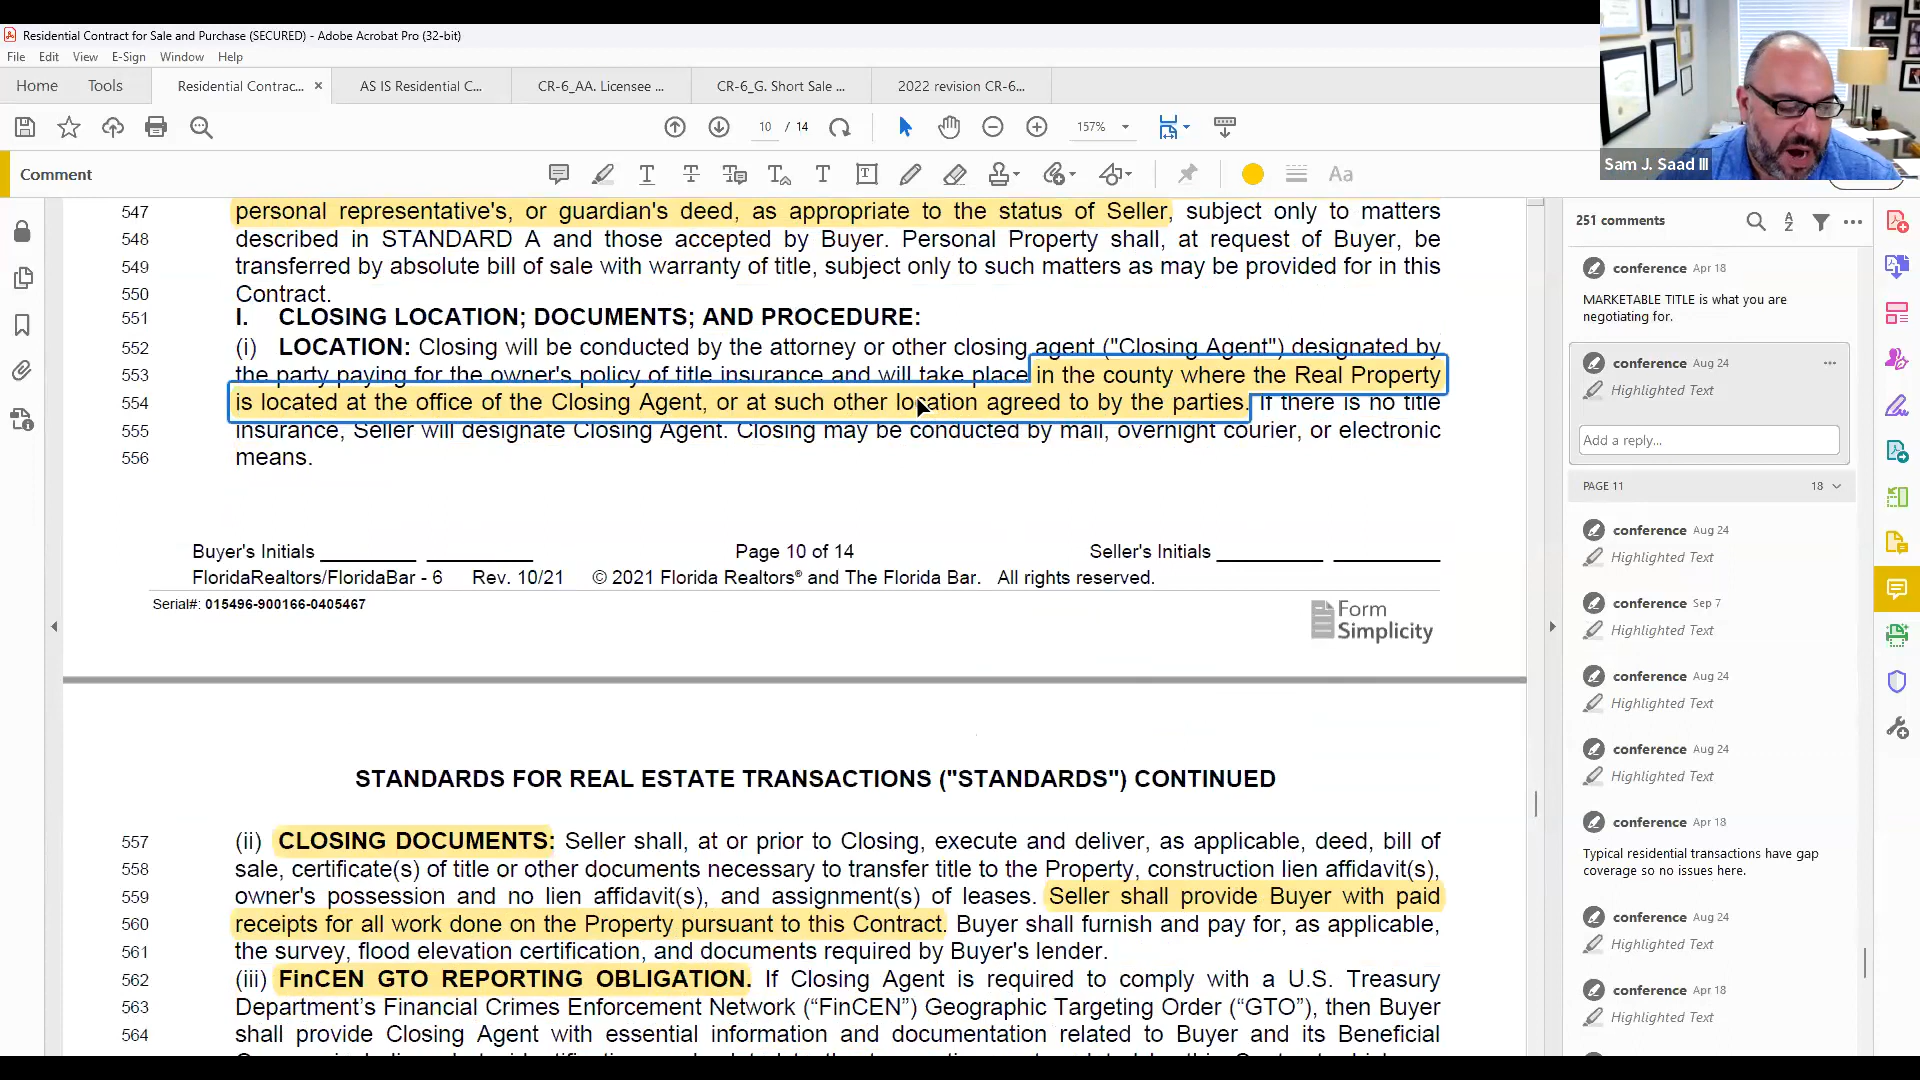 Residential Contract for Sale and Purchase (SECURED) - Adobe Acrobat Pro (32-bit)
File Edit View E-Sign Window Help
Home Tools Residential Contrac... × AS IS Residential C... CR-6_AA. Licensee ... CR-6_G. Short Sale ... 2022 revision CR-6...
10 / 14 157%
Comment
Aa
Sam J. Saad III
547 personal representative's, or guardian's deed, as appropriate to the status of Seller, subject only to matters
548 described in STANDARD A and those accepted by Buyer. Personal Property shall, at request of Buyer, be
549 transferred by absolute bill of sale with warranty of title, subject only to such matters as may be provided for in this
550 Contract.
551 I. CLOSING LOCATION; DOCUMENTS; AND PROCEDURE:
552 (i) LOCATION: Closing will be conducted by the attorney or other closing agent ("Closing Agent") designated by
553 the party paying for the owner's policy of title insurance and will take place in the county where the Real Property
554 is located at the office of the Closing Agent, or at such other location agreed to by the parties. If there is no title
555 insurance, Seller will designate Closing Agent. Closing may be conducted by mail, overnight courier, or electronic
556 means.
Buyer's Initials Page 10 of 14 Seller's Initials
FloridaRealtors/FloridaBar - 6 Rev. 10/21 © 2021 Florida Realtors® and The Florida Bar. All rights reserved.
Serial#: 015496-900166-0405467
Form
Simplicity
STANDARDS FOR REAL ESTATE TRANSACTIONS ("STANDARDS") CONTINUED
557 (ii) CLOSING DOCUMENTS: Seller shall, at or prior to Closing, execute and deliver, as applicable, deed, bill of
558 sale, certificate(s) of title or other documents necessary to transfer title to the Property, construction lien affidavit(s),
559 owner's possession and no lien affidavit(s), and assignment(s) of leases. Seller shall provide Buyer with paid
560 receipts for all work done on the Property pursuant to this Contract. Buyer shall furnish and pay for, as applicable,
561 the survey, flood elevation certification, and documents required by Buyer's lender.
562 (iii) FinCEN GTO REPORTING OBLIGATION. If Closing Agent is required to comply with a U.S. Treasury
563 Department's Financial Crimes Enforcement Network ("FinCEN") Geographic Targeting Order ("GTO"), then Buyer
564 shall provide Closing Agent with essential information and documentation related to Buyer and its Beneficial
251 comments
conference Apr 18
MARKETABLE TITLE is what you are
negotiating for.
conference Aug 24
Highlighted Text
Add a reply...
PAGE 11 18
conference Aug 24
Highlighted Text
conference Sep 7
Highlighted Text
conference Aug 24
Highlighted Text
conference Aug 24
Highlighted Text
conference Apr 18
Typical residential transactions have gap
coverage so no issues here.
conference Aug 24
Highlighted Text
conference Apr 18
Highlighted Text